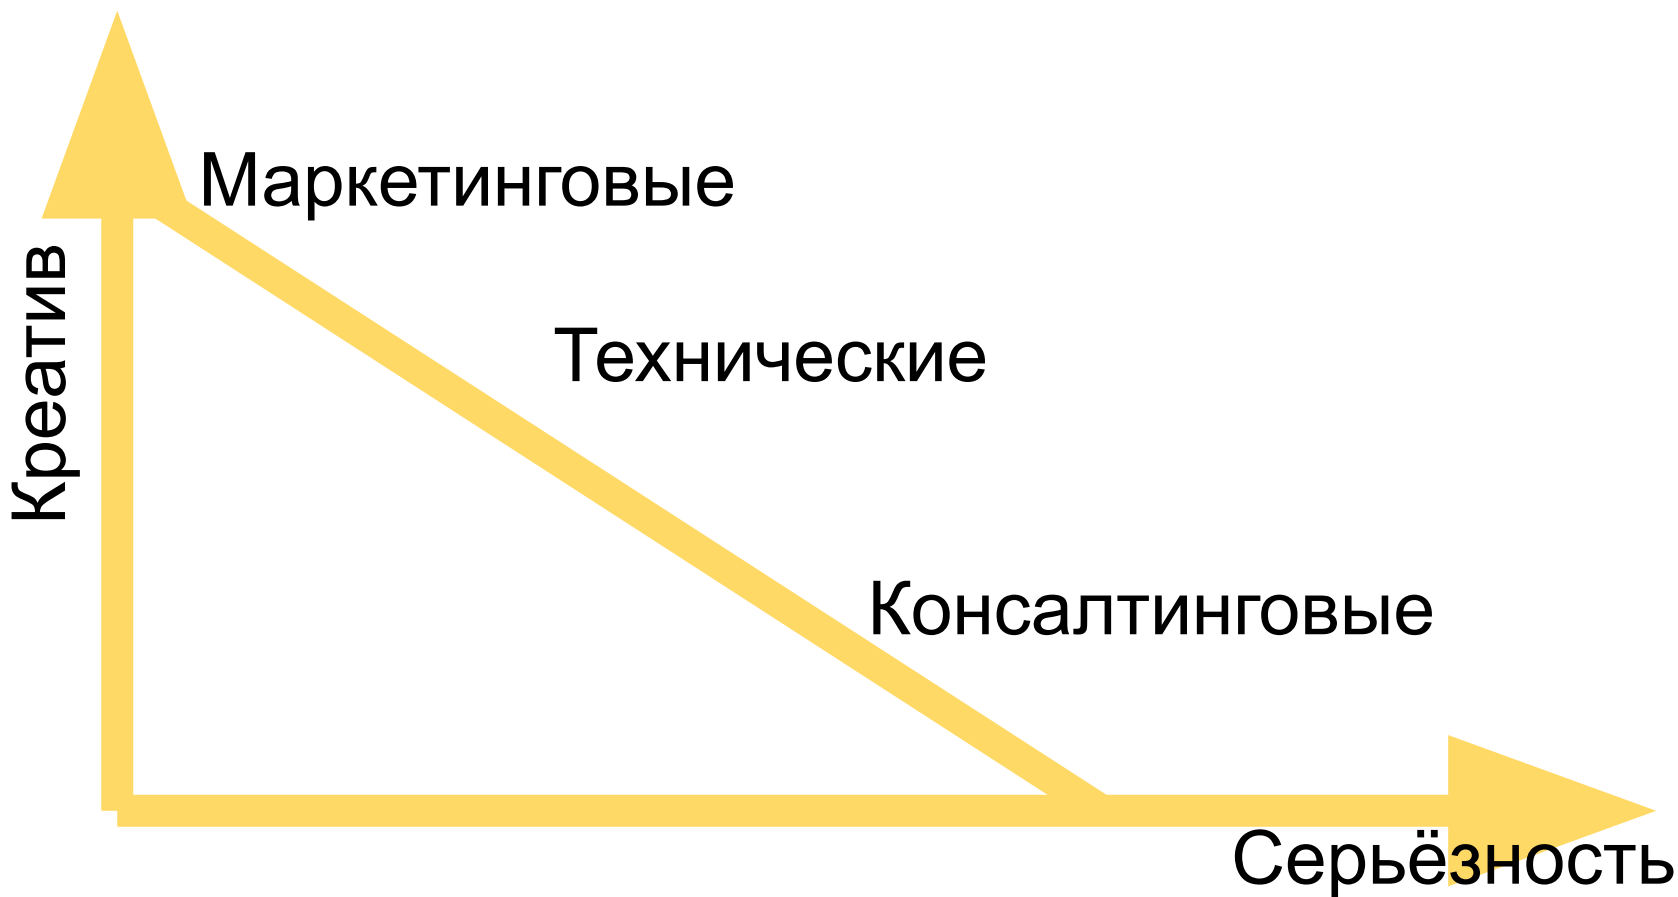 Маркетинговые
Креатив
Технические
Консалтинговые
Серьёзность